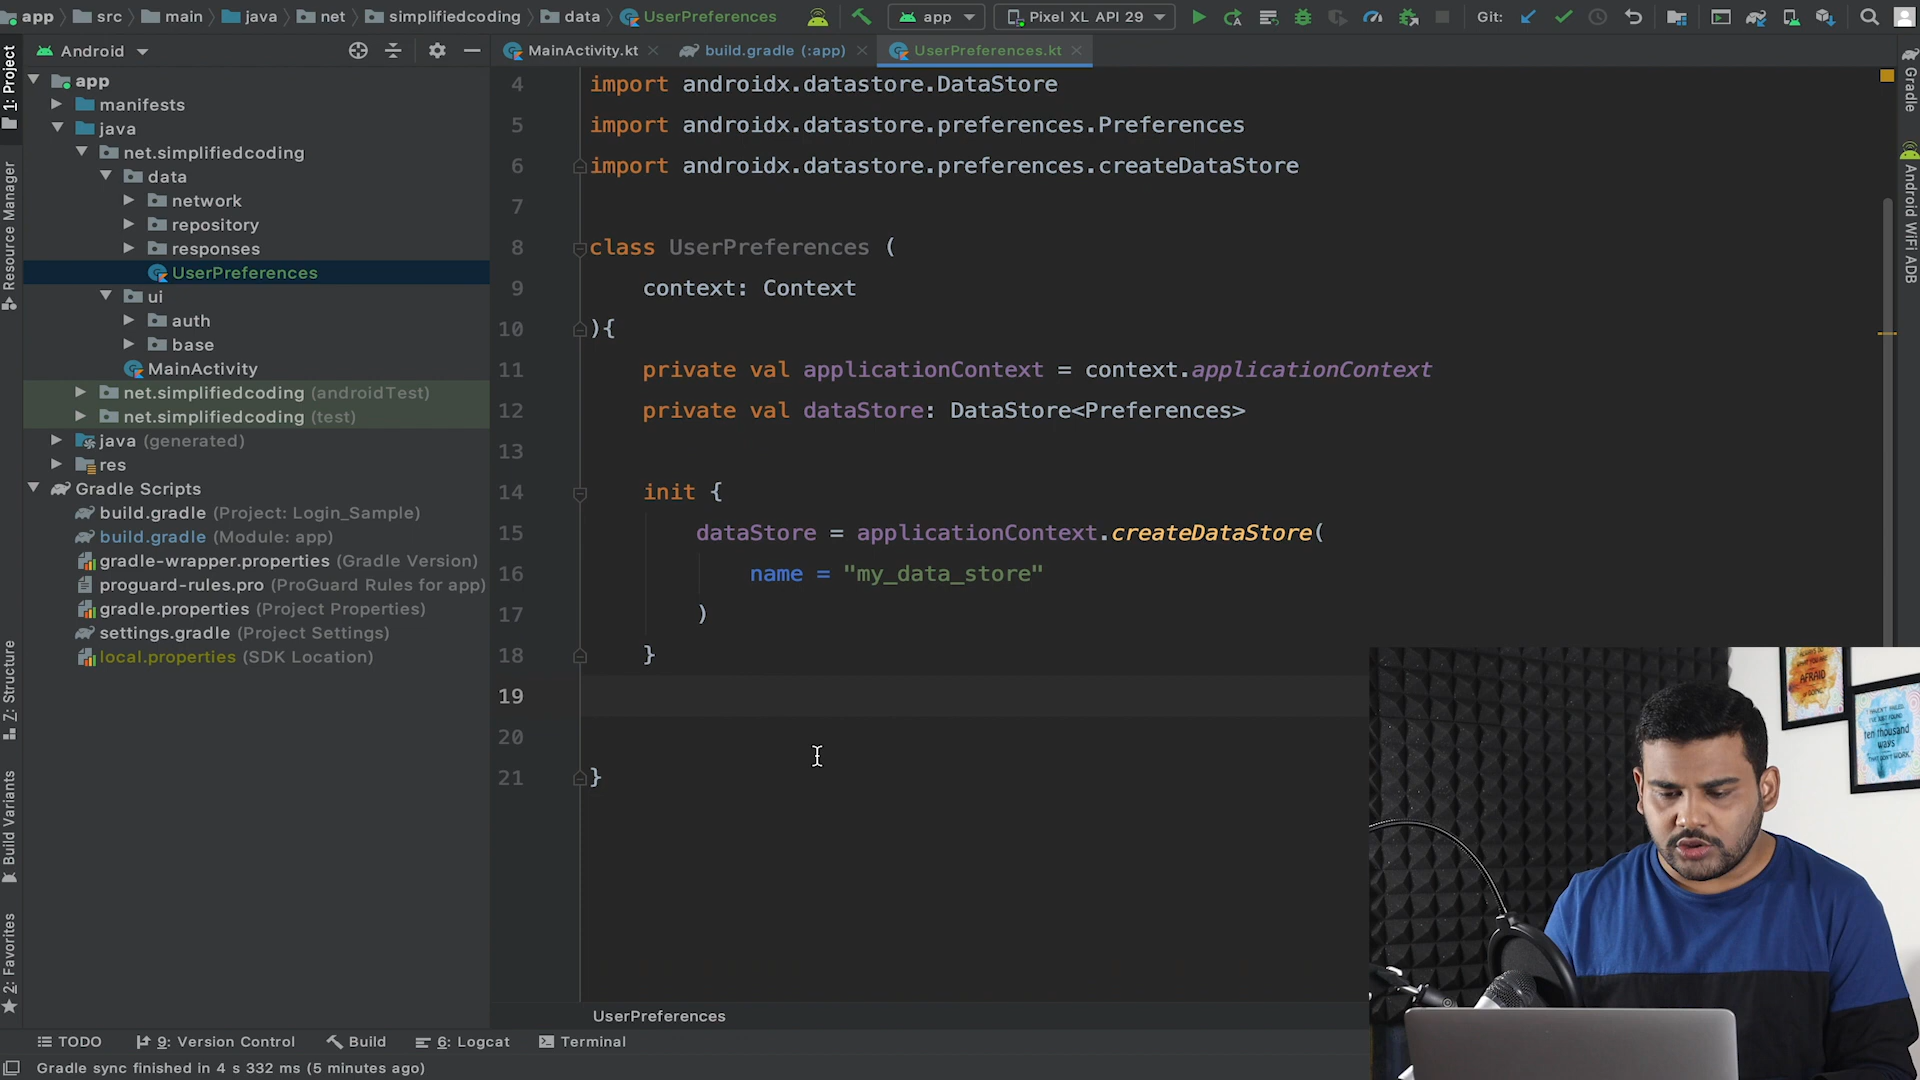 app src main java net simplifiedcoding data UserPreferences app Pixel XL API 29 Git:
Android
MainActivity.kt build.gradle (:app) UserPreferences.kt
1: Project
Resource Manager
Z: Structure
Build Variants
2: Favorites
app
manifests
java
net.simplifiedcoding
data
network
repository
responses
UserPreferences
ui
auth
base
MainActivity
net.simplifiedcoding (androidTest)
net.simplifiedcoding (test)
java (generated)
res
Gradle Scripts
build.gradle (Project: Login_Sample)
build.gradle (Module: app)
gradle-wrapper.properties (Gradle Version)
proguard-rules.pro (ProGuard Rules for app)
gradle.properties (Project Properties)
settings.gradle (Project Settings)
local.properties (SDK Location)
4 import androidx.datastore.DataStore
5 import androidx.datastore.preferences.Preferences
6 import androidx.datastore.preferences.createDataStore
7
8 class UserPreferences (
9 context: Context
10 ){
11 private val applicationContext = context.applicationContext
12 private val dataStore: DataStore<Preferences>
13
14 init {
15 dataStore = applicationContext.createDataStore(
16 name = "my_data_store"
17 )
18 }
19
20
21 }
Gradle
Android WiFi ADB
AFRAID
ten thousand
ways
UserPreferences
TODO 9: Version Control Build 6: Logcat Terminal
Gradle sync finished in 4 s 332 ms (5 minutes ago)